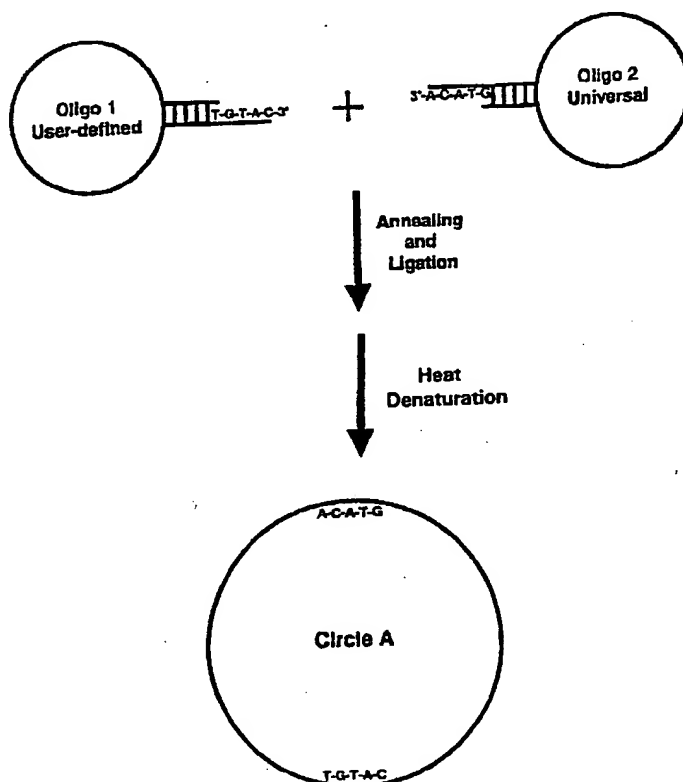 Oligo 1
User-defined
T-G-T-A-C-3'
+
3'-A-C-A-T-G
Oligo 2
Universal
Annealing
and
Ligation
Heat
Denaturation
A-C-A-T-G
Circle A
T-G-T-A-C